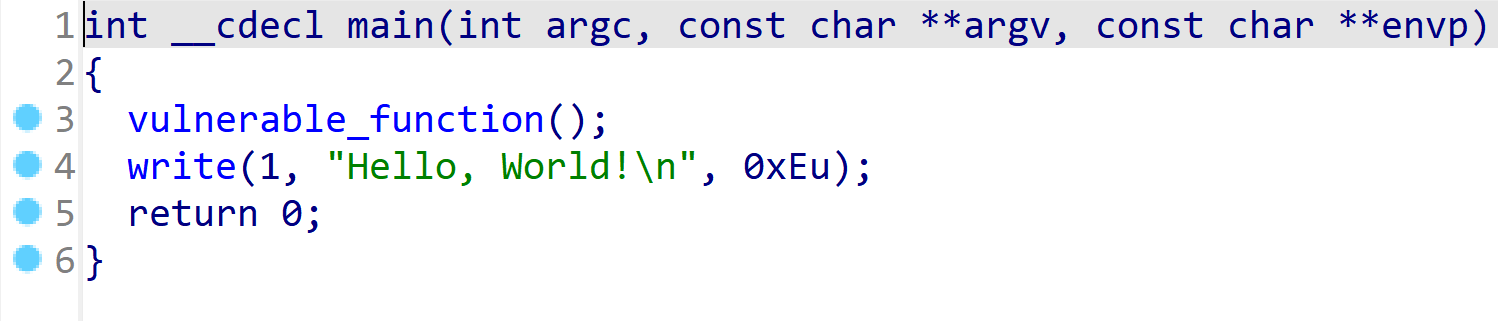 1 int __cdecl main(int argc, const char **argv, const char **envp)
2 {
3   vulnerable_function();
4   write(1, "Hello, World!\n", 0xEu);
5   return 0;
6 }